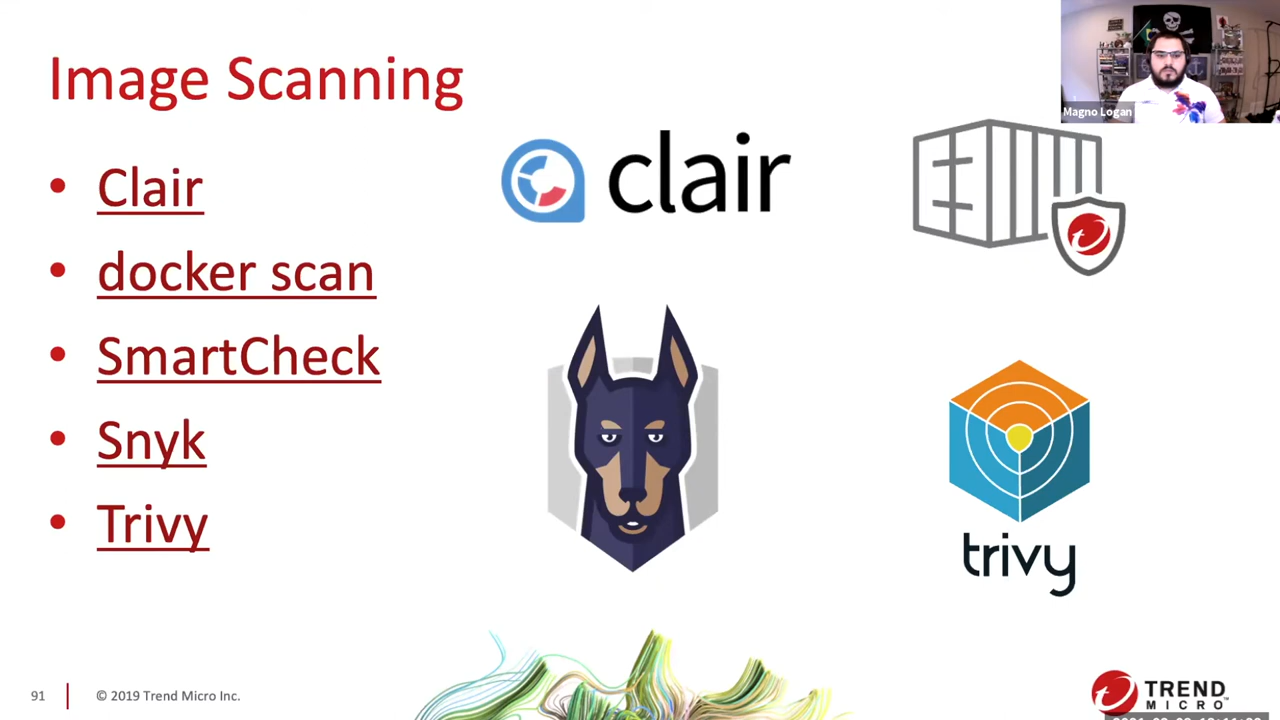 Image Scanning
Magno Logan
• Clair
• docker scan
• SmartCheck
• Snyk
• Trivy
clair
trivy
91
© 2019 Trend Micro Inc.
TREND
MICRO